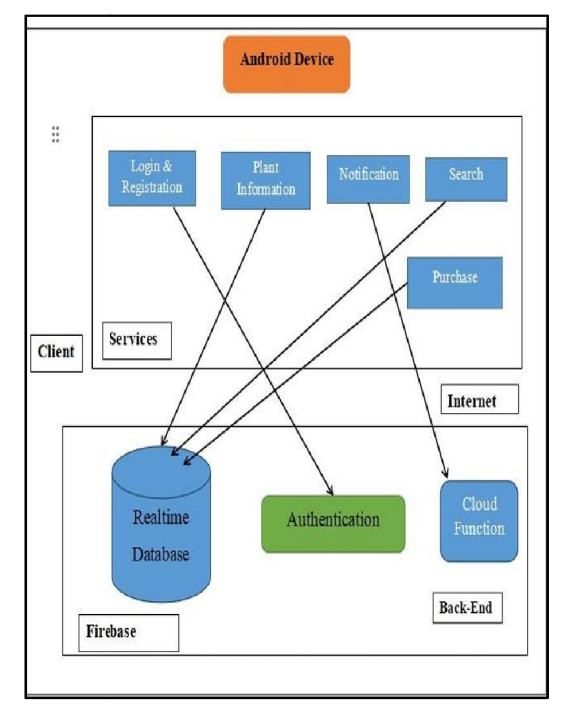 Android Device
Login &
Registration
Plant
Information
Notification
Search
Purchase
Services
Client
Internet
Realtime
Database
Authentication
Cloud
Function
Back-End
Firebase